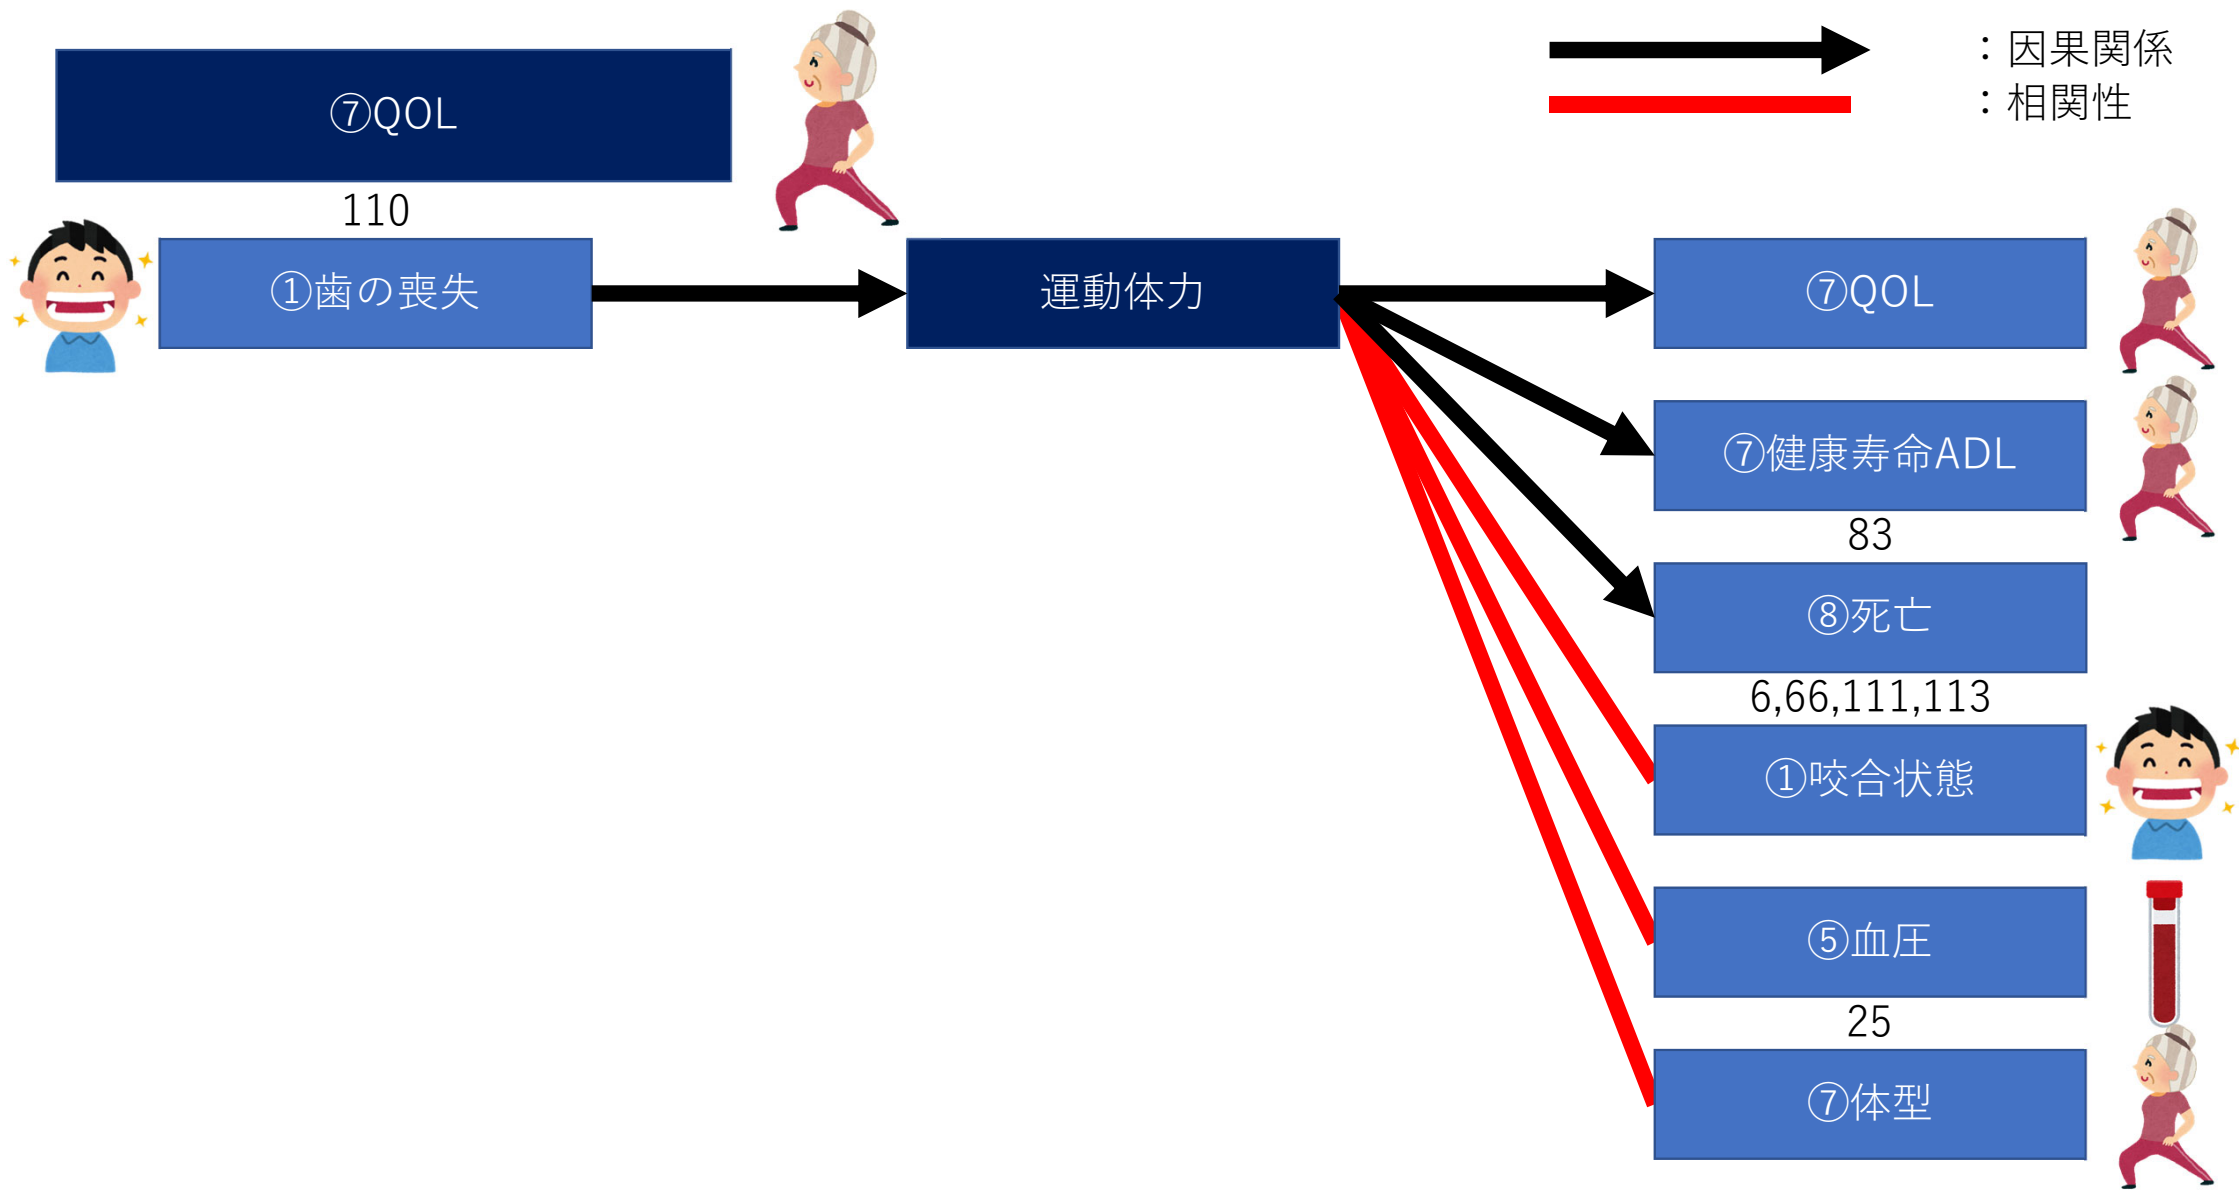 ⑦QOL
：因果関係
：相関性
110
①歯の喪失
運動体力
⑦QOL
⑦健康寿命ADL
83
⑧死亡
6,66,111,113
①咬合状態
⑤血圧
25
⑦体型